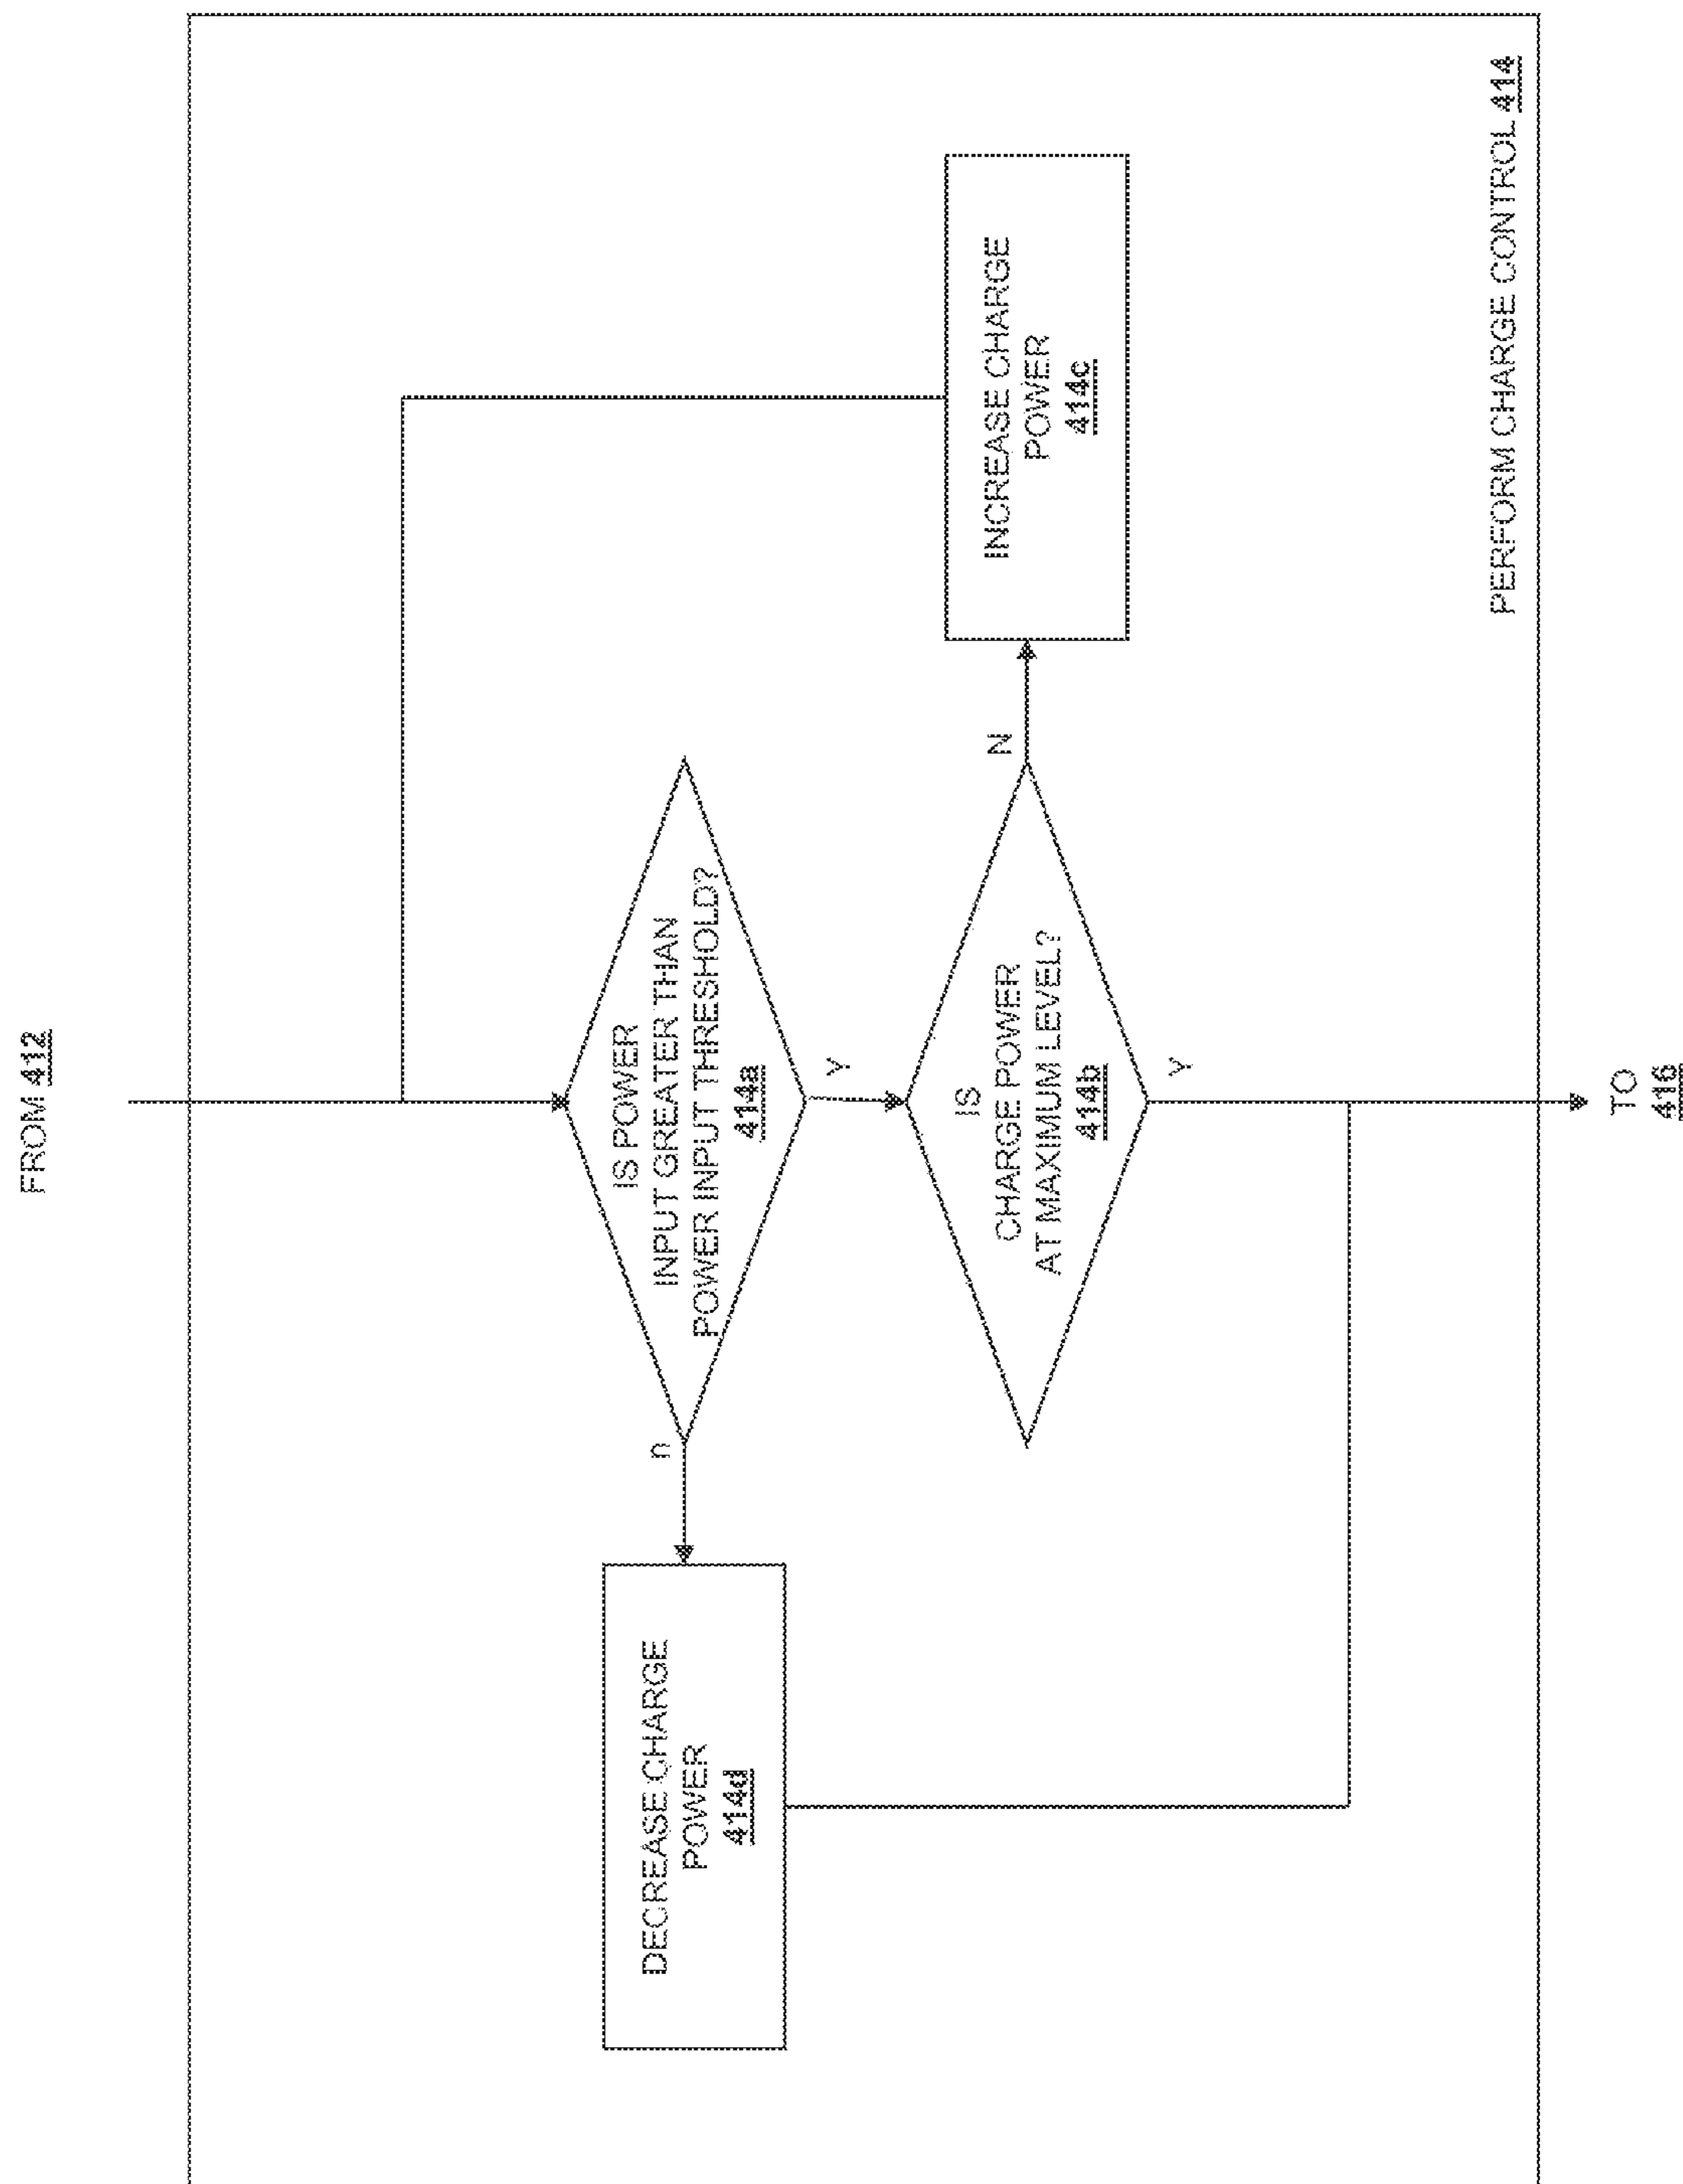 FROM 412
IS POWER
INPUT GREATER THAN
POWER INPUT THRESHOLD?
414a
n
Y
DECREASE CHARGE
POWER
414d
IS
CHARGE POWER
AT MAXIMUM LEVEL?
414b
N
Y
INCREASE CHARGE
POWER
414c
PERFORM CHARGE CONTROL 414
TO
416